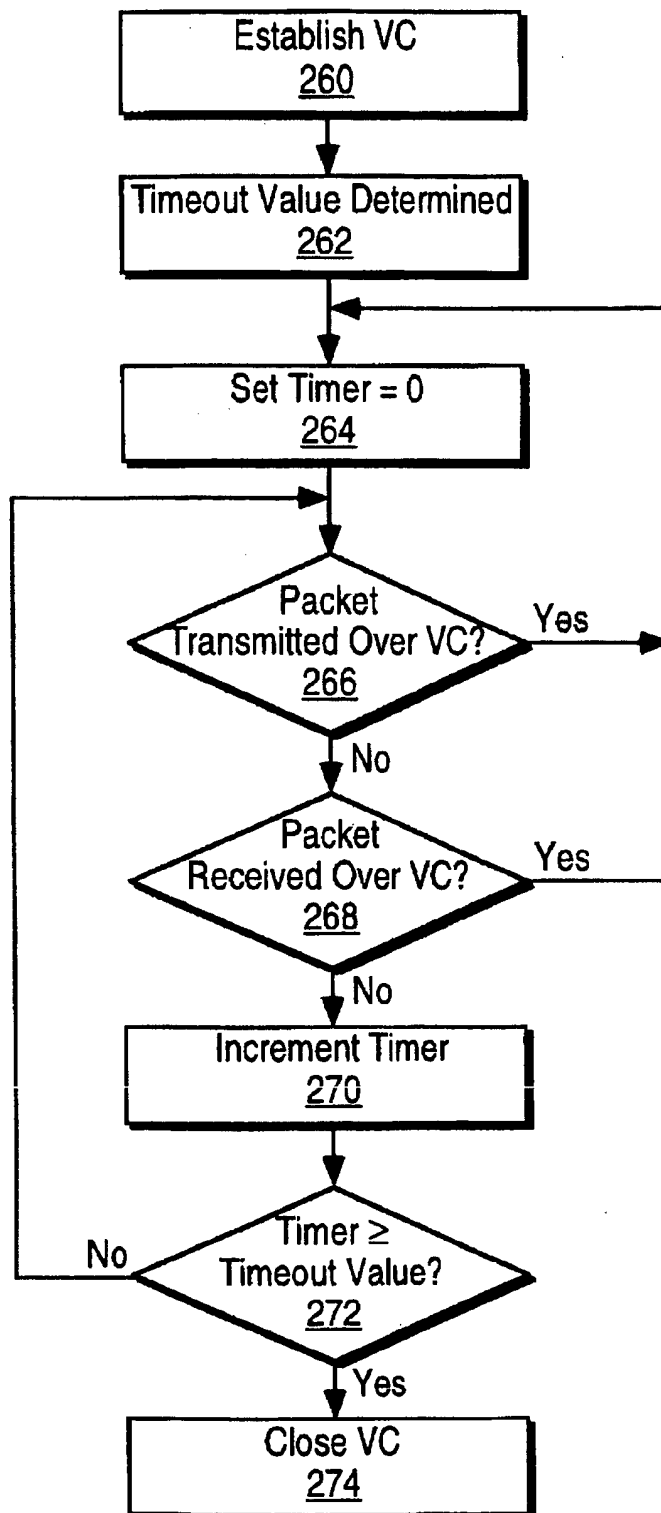 Establish VC
260
Timeout Value Determined
262
Set Timer = 0
264
Packet
Transmitted Over VC?
266
Yes
No
Packet
Received Over VC?
268
Yes
No
Increment Timer
270
Timer ≥
Timeout Value?
272
No
Yes
Close VC
274